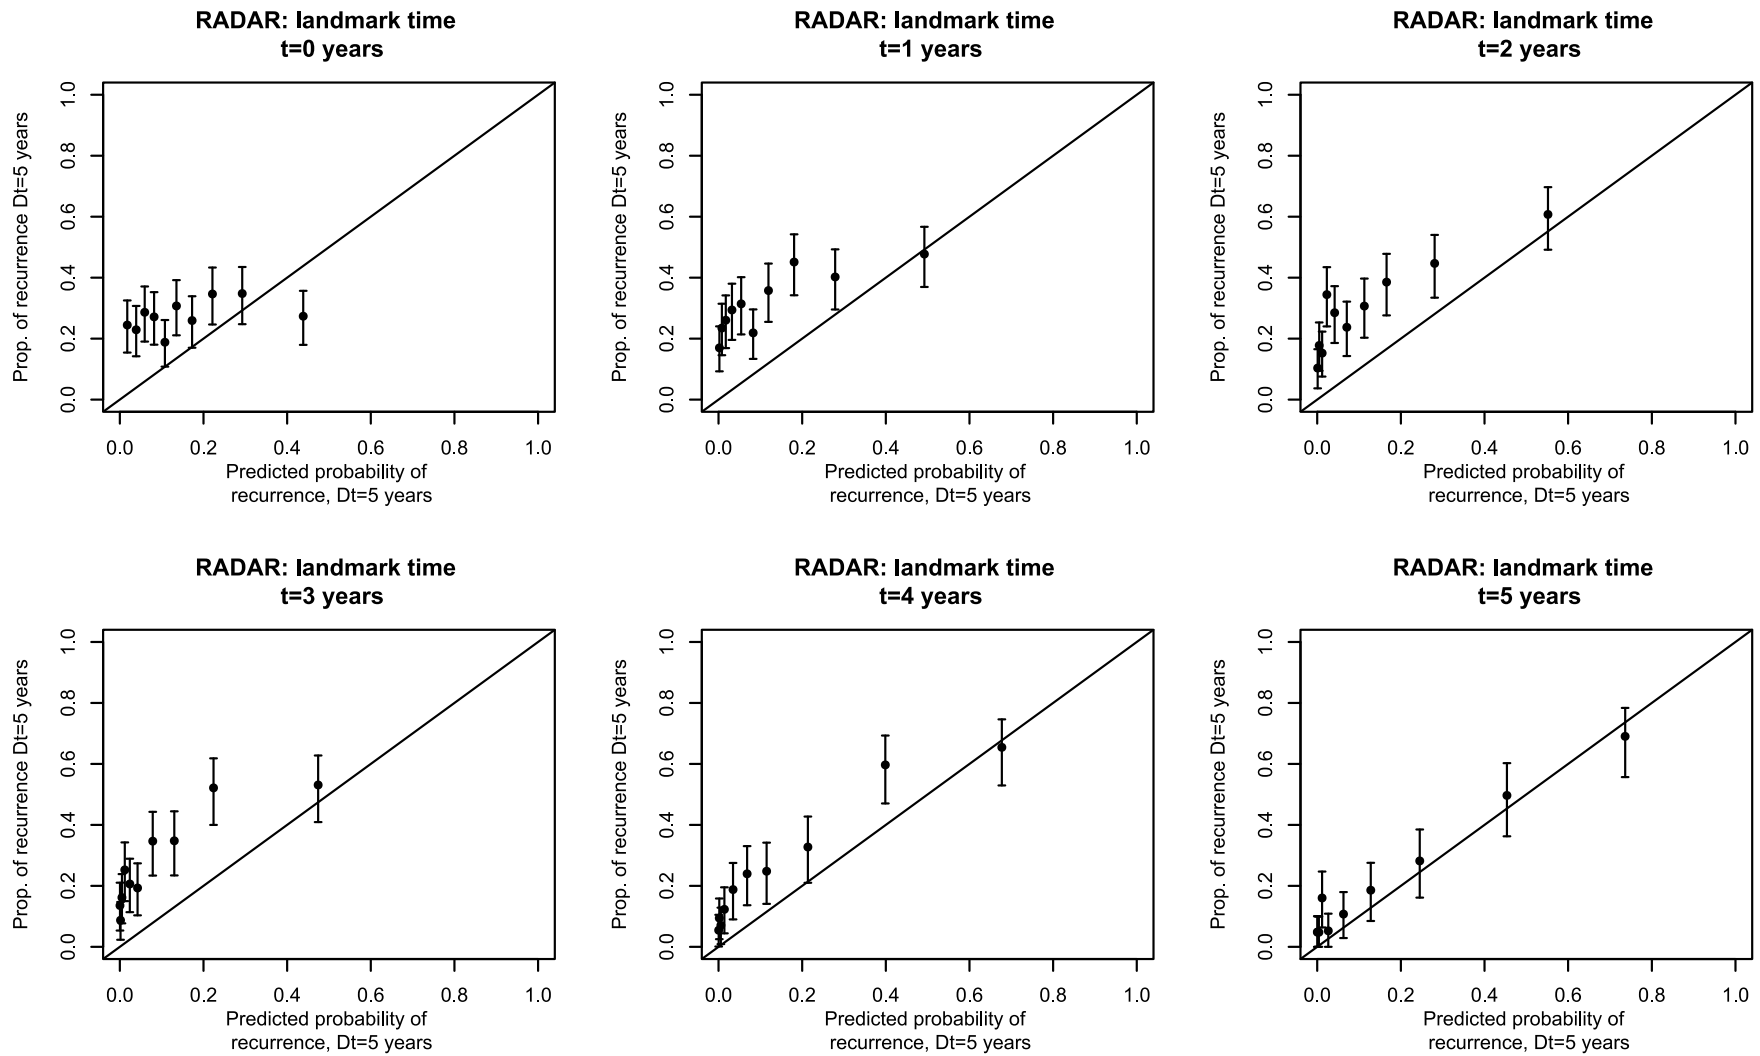 RADAR: landmark time
t=0 years
Prop. of recurrence Dt=5 years
1.0
0.8
0.6
0.4
0.2
0.0
0.0 0.2 0.4 0.6 0.8 1.0
Predicted probability of
recurrence, Dt=5 years
RADAR: landmark time
t=1 years
Prop. of recurrence Dt=5 years
1.0
0.8
0.6
0.4
0.2
0.0
0.0 0.2 0.4 0.6 0.8 1.0
Predicted probability of
recurrence, Dt=5 years
RADAR: landmark time
t=2 years
Prop. of recurrence Dt=5 years
1.0
0.8
0.6
0.4
0.2
0.0
0.0 0.2 0.4 0.6 0.8 1.0
Predicted probability of
recurrence, Dt=5 years
RADAR: landmark time
t=3 years
Prop. of recurrence Dt=5 years
1.0
0.8
0.6
0.4
0.2
0.0
0.0 0.2 0.4 0.6 0.8 1.0
Predicted probability of
recurrence, Dt=5 years
RADAR: landmark time
t=4 years
Prop. of recurrence Dt=5 years
1.0
0.8
0.6
0.4
0.2
0.0
0.0 0.2 0.4 0.6 0.8 1.0
Predicted probability of
recurrence, Dt=5 years
RADAR: landmark time
t=5 years
Prop. of recurrence Dt=5 years
1.0
0.8
0.6
0.4
0.2
0.0
0.0 0.2 0.4 0.6 0.8 1.0
Predicted probability of
recurrence, Dt=5 years